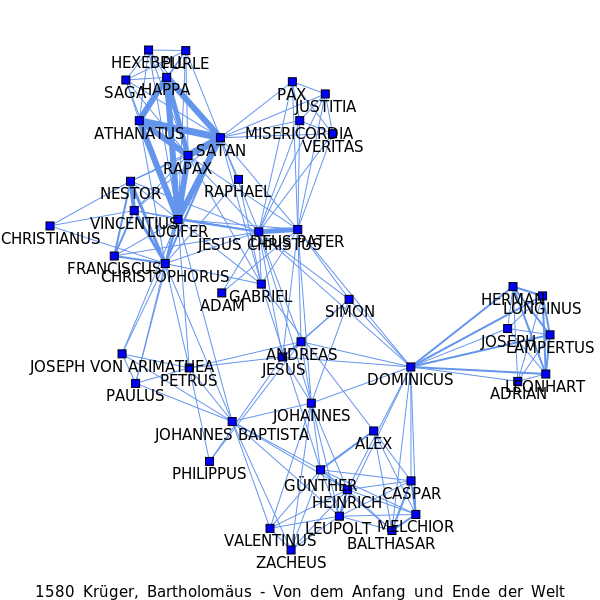 HEXEBELL
PURLE
SAGA
HAPPA
PAX
JUSTITIA
ATHANATUS
MISERICORDIA
SATAN
VERITAS
RAPAX
NESTOR
RAPHAEL
VINCENTIUS
LUCIFER
CHRISTIANUS
JESUS CHRISTUS
DEUS PATER
FRANCISCUS
CHRISTOPHORUS
ADAM
GABRIEL
SIMON
HERMAN
LONGINUS
JOSEPH
LAMPERTUS
ANDREAS
JOSEPH VON ARIMATHEA
JESUS
PETRUS
DOMINICUS
LEONHART
ADRIAN
PAULUS
JOHANNES
JOHANNES BAPTISTA
ALEX
PHILIPPUS
GÜNTHER
CASPAR
HEINRICH
LEUPOLT
MELCHIOR
VALENTINUS
BALTHASAR
ZACHEUS
1580 Krüger, Bartholomäus - Von dem Anfang und Ende der Welt